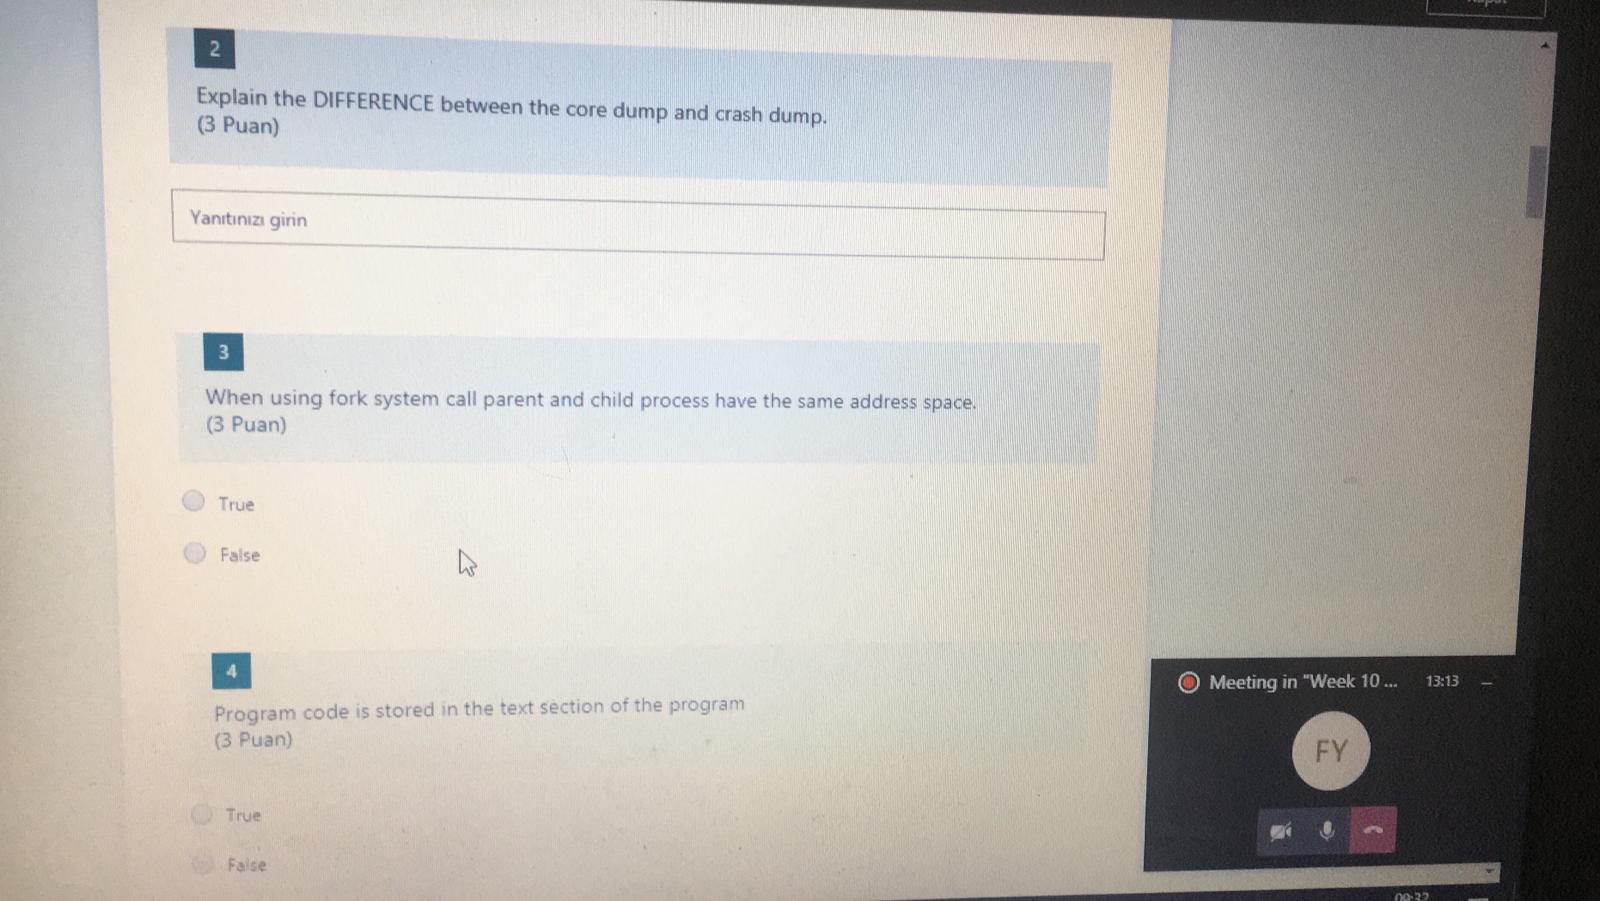 2
Explain the DIFFERENCE between the core dump and crash dump.
(3 Puan)
Yanıtınızı girin
3
When using fork system call parent and child process have the same address space.
(3 Puan)
True
False
4
Program code is stored in the text section of the program
(3 Puan)
True
False
Meeting in "Week 10 ... 13:13
FY